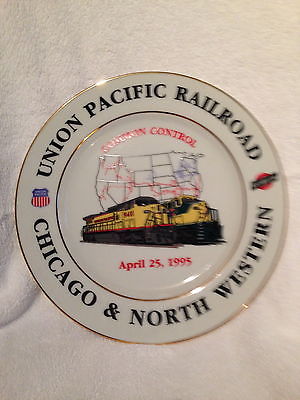 UNION PACIFIC RAILROAD
COMMON CONTROL
April 25, 1995
CHICAGO & NORTH WESTERN